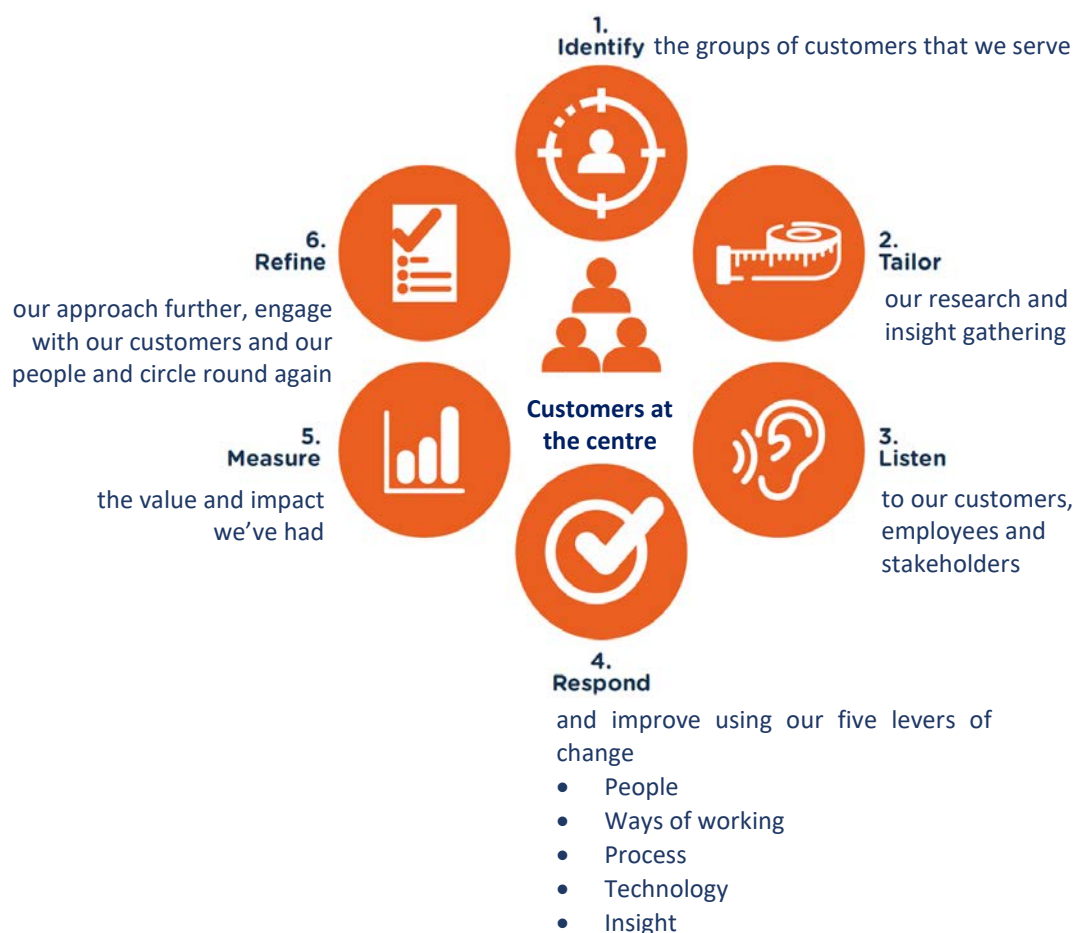 1.
Identify the groups of customers that we serve
2.
Tailor
our research and
insight gathering
3.
Listen
to our customers,
employees and
stakeholders
4.
Respond
and improve using our five levers of
change
• People
• Ways of working
• Process
• Technology
• Insight
5.
Measure
the value and impact
we’ve had
6.
Refine
our approach further, engage
with our customers and our
people and circle round again
Customers at
the centre